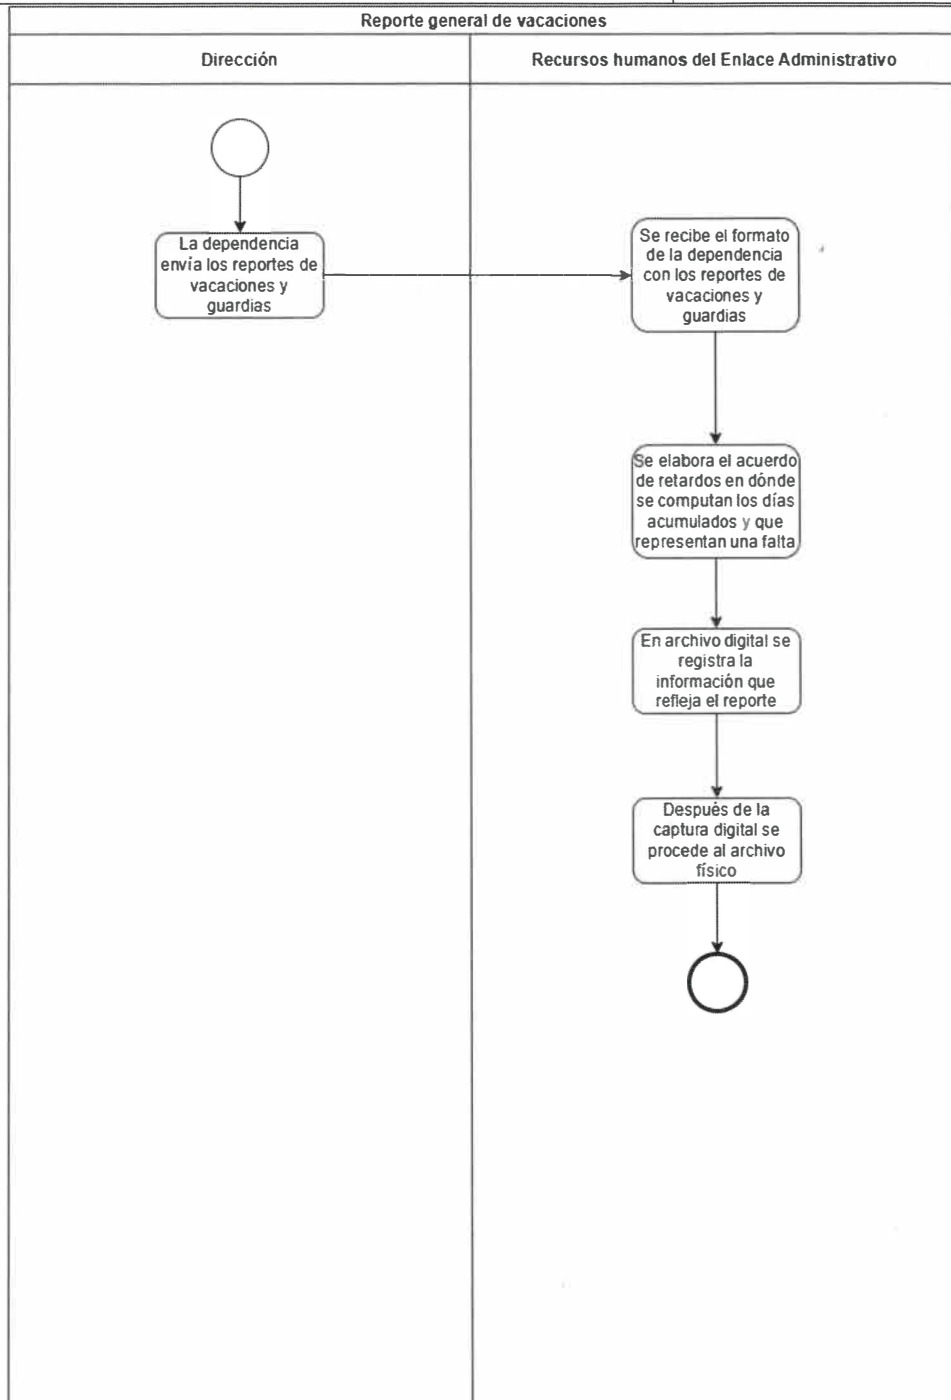 Reporte general de vacaciones
Dirección
Recursos humanos del Enlace Administrativo
La dependencia
envía los reportes de
vacaciones y
guardias
Se recibe el formato
de la dependencia
con los reportes de
vacaciones y
guardias
Se elabora el acuerdo
de retardos en dónde
se computan los días
acumulados y que
representan una falta
En archivo digital se
registra la
información que
refleja el reporte
Después de la
captura digital se
procede al archivo
físico